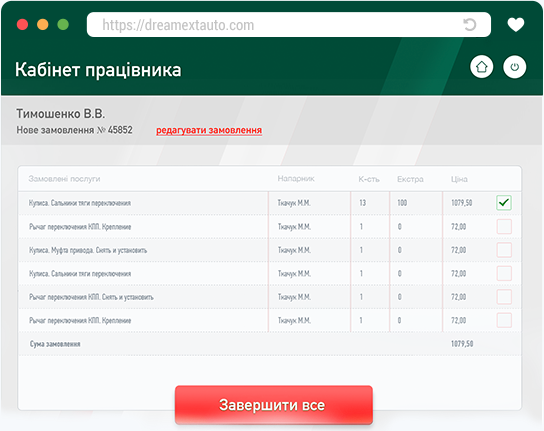 https://dreamextauto.com
Кабінет працівника
Тимошенко В.В.
Нове замовлення № 45852 редагувати замовлення
Замовлені послуги Напарник К-сть Екстра Ціна
Кулиса. Сальники тяги переключения Ткачук М.М. 13 100 1079,50
Рычаг переключения КПП. Крепление Ткачук М.М. 1 0 72,00
Кулиса. Муфта привода. Снять и установить Ткачук М.М. 1 0 72,00
Кулиса. Сальники тяги переключения Ткачук М.М. 1 0 72,00
Рычаг переключения КПП. Снять и установить Ткачук М.М. 1 0 72,00
Рычаг переключения КПП. Крепление Ткачук М.М. 1 0 72,00
Сума замовлення 1079,50
Завершити все